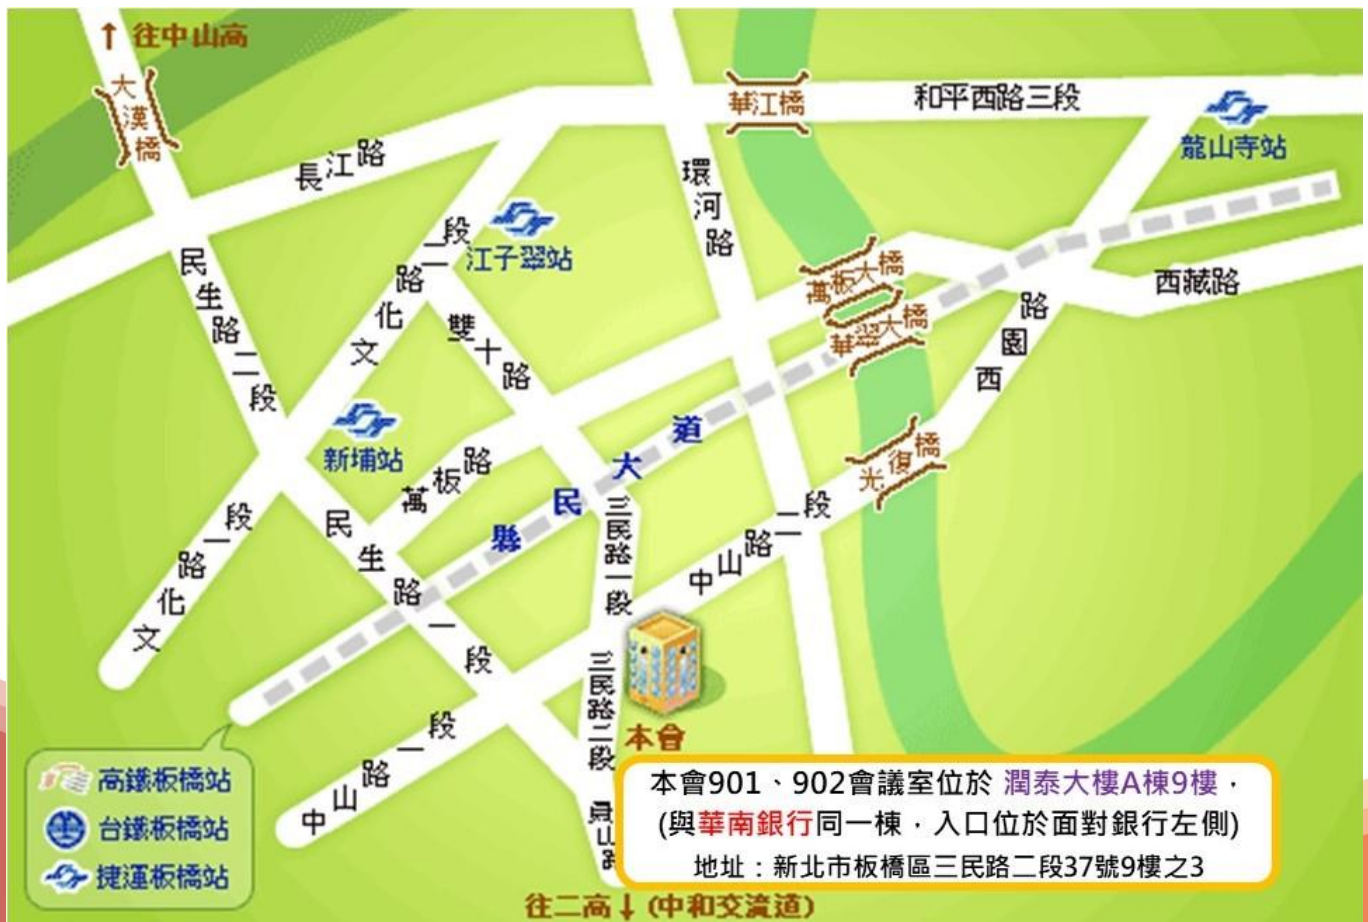 ↑ 往中山高
大漢橋
華江橋
和平西路三段
龍山寺站
長江路
環河路
江子翠站
文化路二段
民生路二段
雙十路
萬板大橋
華翠大橋
西藏路
西園路
新埔站
萬板路
縣民大道
光復橋
文化路一段
民生路一段
三民路一段
中山路二段
三民路二段
本會
中山路一段
員山路
高鐵板橋站
台鐵板橋站
捷運板橋站
本會901、902會議室位於 潤泰大樓A棟9樓,
(與華南銀行同一棟,入口位於面對銀行左側)
地址:新北市板橋區三民路二段37號9樓之3
往二高↓(中和交流道)